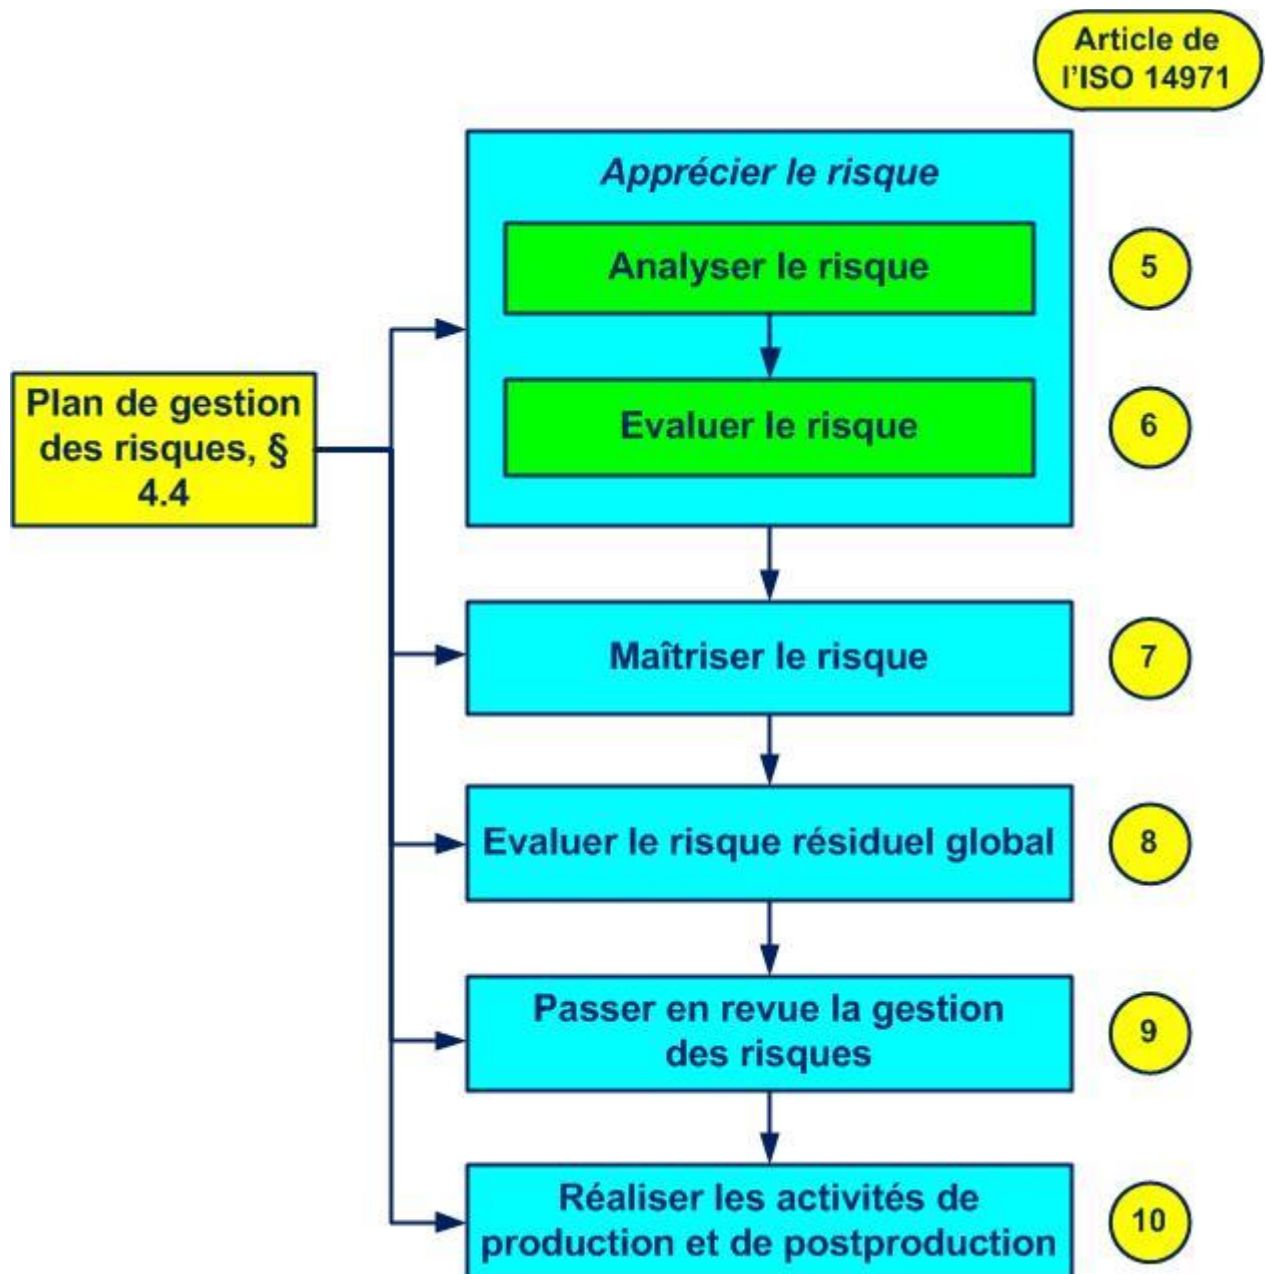 Article de
l'ISO 14971
Apprécier le risque
Analyser le risque
5
Evaluer le risque
6
Plan de gestion
des risques, §
4.4
Maîtriser le risque
7
Evaluer le risque résiduel global
8
Passer en revue la gestion
des risques
9
Réaliser les activités de
production et de postproduction
10